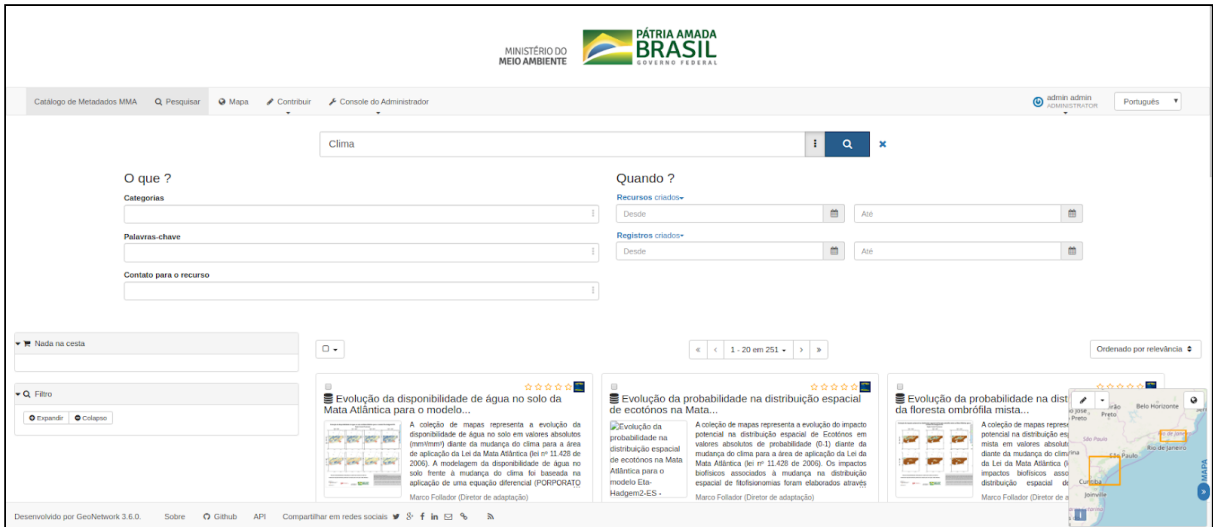 MINISTÉRIO DO
MEIO AMBIENTE
PÁTRIA AMADA
BRASIL
GOVERNO FEDERAL
Catálogo de Metadados MMA Pesquisar Mapa Contribuir Console do Administrador
admin admin
ADMINISTRATOR
Português
Clima
O que ?
Quando ?
Categorias
Recursos criados
Desde Até
Palavras-chave
Registros criados
Desde Até
Contato para o recurso
Nada na cesta
1 - 20 em 251
Ordenado por relevância
Filtro
Expandir Colapso
Evolução da disponibilidade de água no solo da
Mata Atlântica para o modelo...
A coleção de mapas representa a evolução da
disponibilidade de água no solo em valores absolutos
(mm/mm²) diante da mudança do clima para a área
de aplicação da Lei da Mata Atlântica (lei nº 11.428 de
2006). A modelagem da disponibilidade de água no
solo frente à mudança do clima foi baseada na
aplicação de uma equação diferencial (PORPORATO
Marco Follador (Diretor de adaptação)
Evolução da probabilidade na distribuição espacial
de ecotónos na Mata...
Evolução da
probabilidade na
distribuição espacial
de ecotónos na Mata
Atlântica para o
modelo Eta-
Hadgem2-ES -
A coleção de mapas representa a evolução do impacto
potencial na distribuição espacial de Ecotónos em
valores absolutos de probabilidade (0-1) diante da
mudança do clima para a área de aplicação da Lei da
Mata Atlântica (lei nº 11.428 de 2006). Os impactos
biofísicos associados à mudança na distribuição
espacial de fitofisionomias foram elaborados através
Marco Follador (Diretor de adaptação)
Evolução da probabilidade na dist
da floresta ombrófila mista...
A coleção de mapas represe
potencial na distribuição es
mista em valores absolut
diante da mudança do clim
da Lei da Mata Atlântica (l
impactos biofísicos asso
distribuição espacial d
Marco Follador (Diretor de a
Belo Horizonte
São Paulo
São Paulo
Rio de Janeiro
Curitiba
Joinville
MAPA
Desenvolvido por GeoNetwork 3.6.0. Sobre Github API Compartilhar em redes sociais